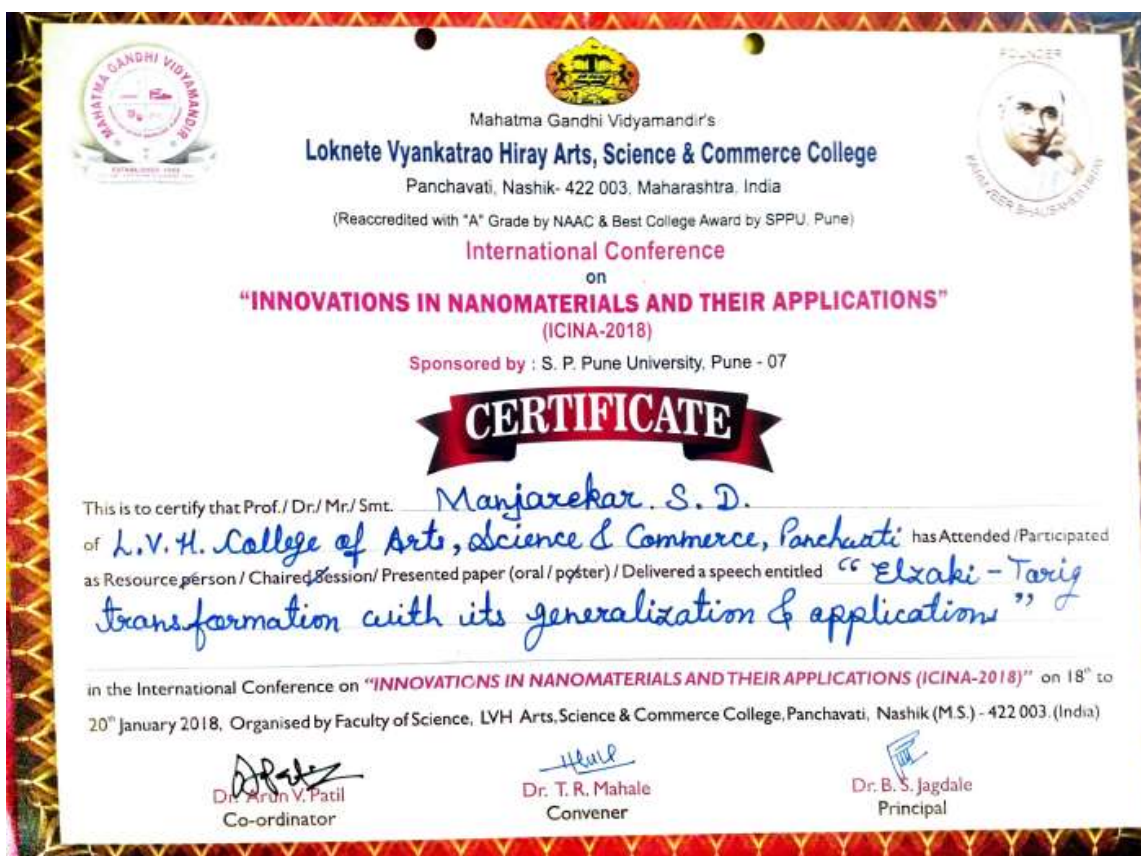 MAHATMA GANDHI VIDYAMANDIR
FOUNDER
Mahatma Gandhi Vidyamandir's
Loknete Vyankatrao Hiray Arts, Science & Commerce College
Panchavati, Nashik- 422 003. Maharashtra. India
(Reaccredited with "A" Grade by NAAC & Best College Award by SPPU. Pune)
International Conference
on
"INNOVATIONS IN NANOMATERIALS AND THEIR APPLICATIONS"
(ICINA-2018)
Sponsored by : S. P. Pune University, Pune - 07
CERTIFICATE
This is to certify that Prof./ Dr./ Mr./ Smt. Manjarekar. S. D.
of L.V.H. College of Arts, Science & Commerce, Panchvati has Attended /Participated
as Resource person / Chaired Session/ Presented paper (oral / poster) / Delivered a speech entitled "Elzaki-Tarig
transformation with its generalization & application"
in the International Conference on "INNOVATIONS IN NANOMATERIALS AND THEIR APPLICATIONS (ICINA-2018)" on 18th to
20th January 2018, Organised by Faculty of Science, LVH Arts, Science & Commerce College, Panchavati, Nashik (M.S.) - 422 003. (India)
Dr. Arun V. Patil
Co-ordinator
Dr. T. R. Mahale
Convener
Dr. B. S. Jagdale
Principal